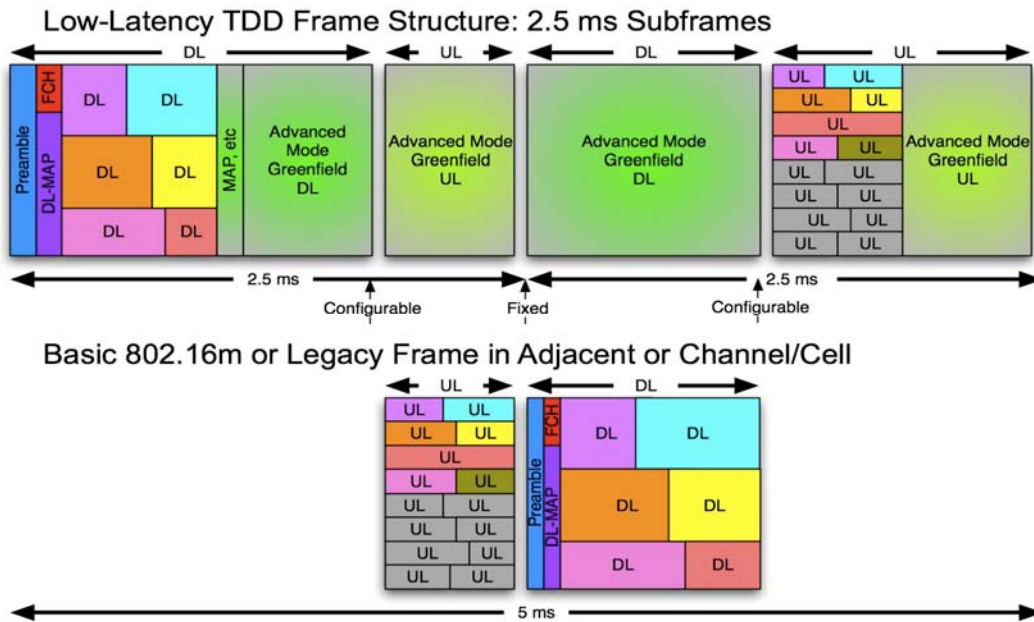 Low-Latency TDD Frame Structure: 2.5 ms Subframes
DL UL DL UL
Preamble
FCH
DL-MAP
DL DL
DL DL
DL DL
MAP, etc
Advanced
Mode
Greenfield
DL
Advanced Mode
Greenfield
UL
Advanced Mode
Greenfield
DL
UL UL
UL UL
UL
UL UL
UL UL
UL UL
UL UL
UL UL
Advanced Mode
Greenfield
UL
2.5 ms 2.5 ms
Configurable Fixed Configurable
Basic 802.16m or Legacy Frame in Adjacent or Channel/Cell
UL DL
UL UL
UL UL
UL
UL UL
UL UL
UL UL
UL UL
UL UL
Preamble
FCH
DL-MAP
DL DL
DL DL
DL DL
5 ms